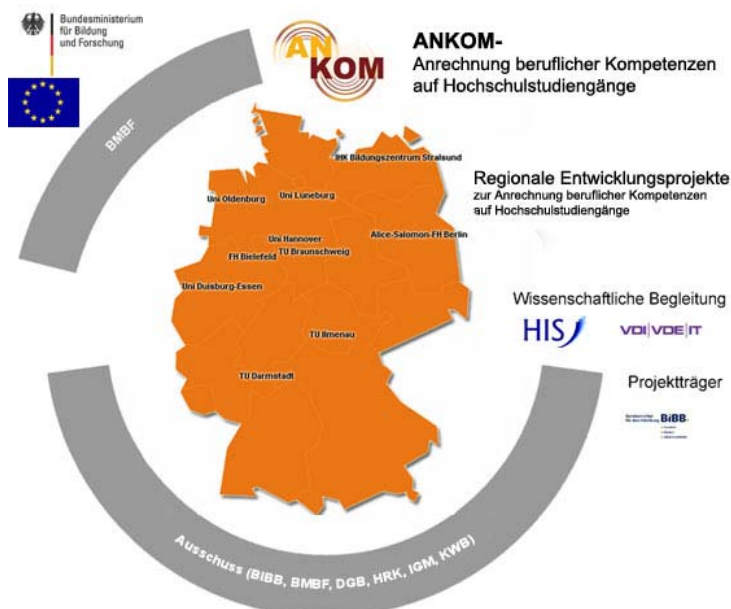 Bundesministerium
für Bildung
und Forschung
AN
KOM
ANKOM-
Anrechnung beruflicher Kompetenzen
auf Hochschulstudiengänge
BMBF
IHK Bildungszentrum Stralsund
Regionale Entwicklungsprojekte
zur Anrechnung beruflicher Kompetenzen
auf Hochschulstudiengänge
Uni Oldenburg
Uni Lüneburg
Alice-Salomon-FH Berlin
Uni Hannover
TU Braunschweig
FH Bielefeld
Uni Duisburg-Essen
Wissenschaftliche Begleitung
HIS
VDI|VDE|IT
TU Ilmenau
TU Darmstadt
Projektträger
BiBB
Ausschuss (BIBB, BMBF, DGB, HRK, IGM, KWB)